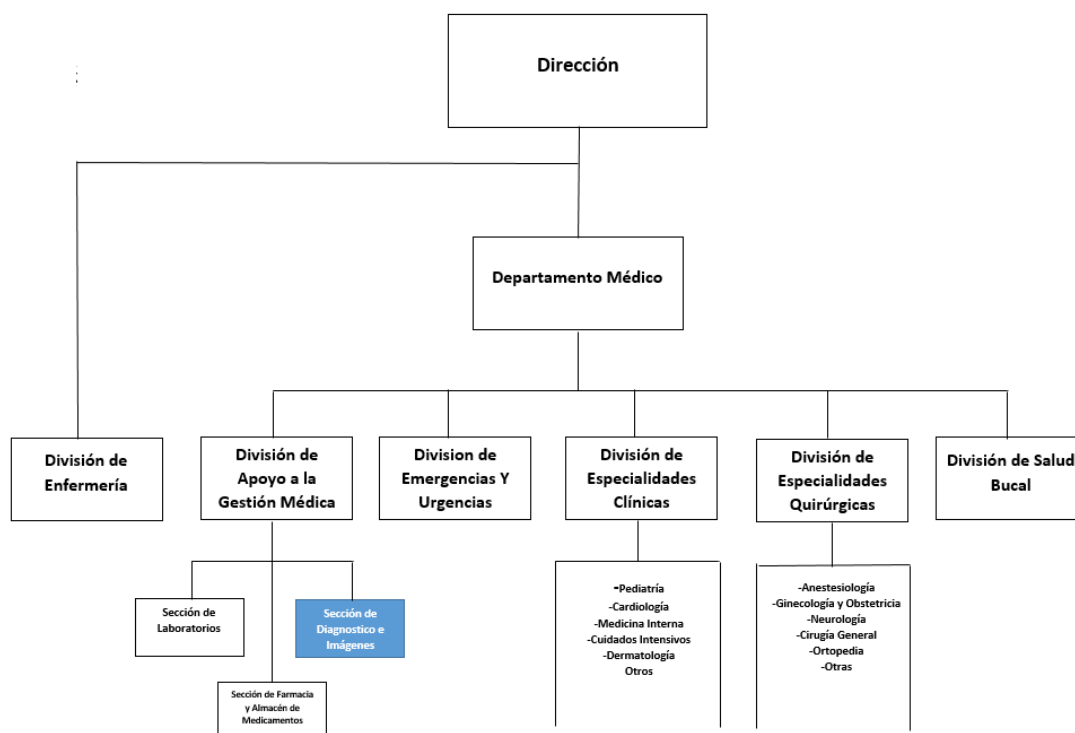 Dirección
Departamento Médico
División de
Enfermería
División de
Apoyo a la
Gestión Médica
Division de
Emergencias Y
Urgencias
División de
Especialidades
Clínicas
División de
Especialidades
Quirúrgicas
División de Salud
Bucal
Sección de
Laboratorios
Sección de
Diagnostico e
Imágenes
Sección de Farmacia
y Almacén de
Medicamentos
-Pediatría
-Cardiología
-Medicina Interna
-Cuidados Intensivos
-Dermatología
Otros
-Anestesiología
-Ginecología y Obstetricia
-Neurología
-Cirugía General
-Ortopedia
-Otras